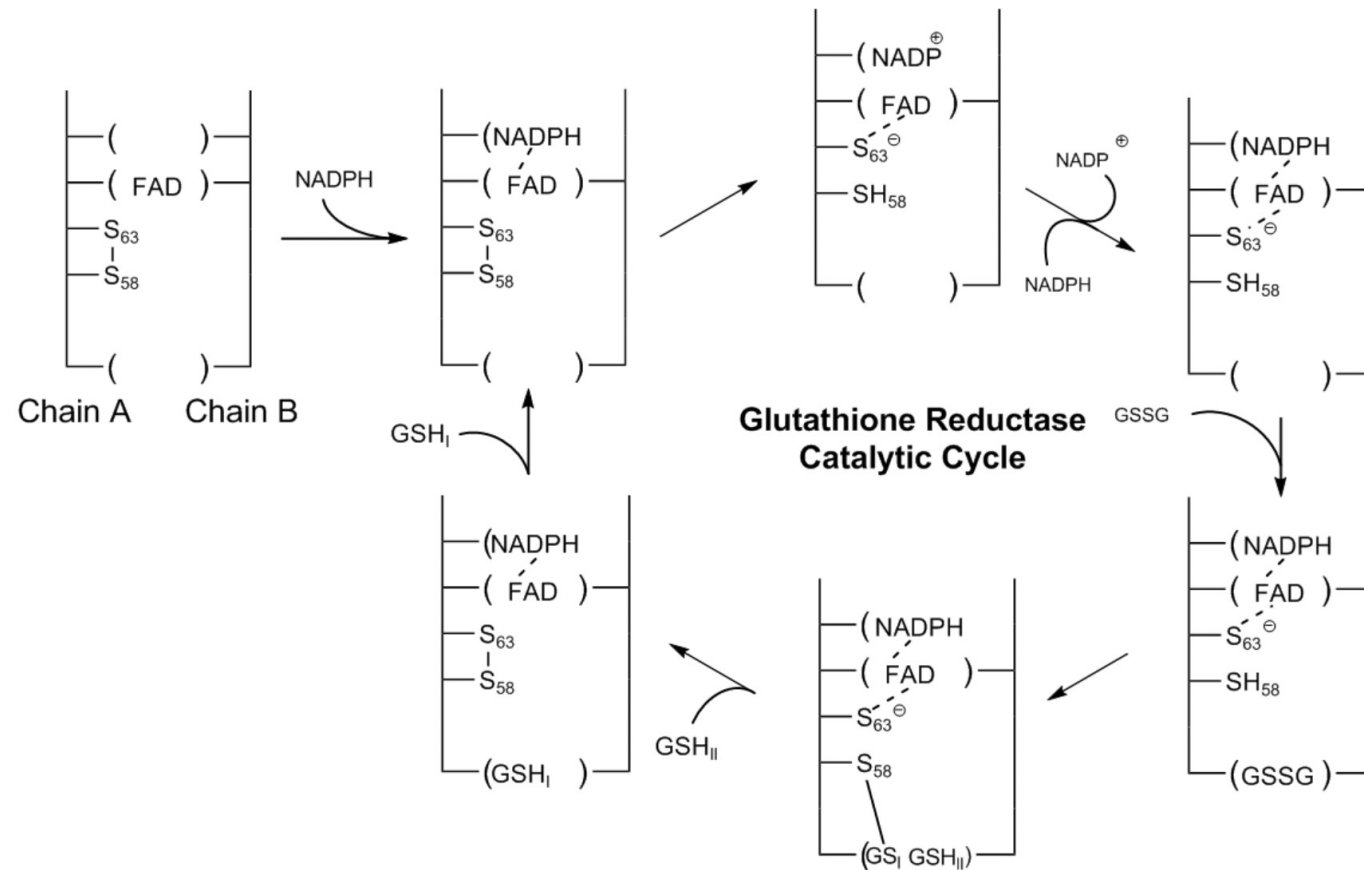 ( )
( FAD )
S63
S58
( )
Chain A Chain B
NADPH
(NADPH
( FAD )
S63
S58
( )
(NADP⊕
( FAD )
S63⊖
SH58
( )
NADP⊕
NADPH
(NADPH
( FAD )
S63⊖
SH58
( )
Glutathione Reductase
Catalytic Cycle
GSSG
(NADPH
( FAD )
S63⊖
SH58
(GSSG )
(NADPH
( FAD )
S63⊖
S58
(GSI GSHII)
GSHII
(NADPH
( FAD )
S63
S58
(GSHI )
GSHI